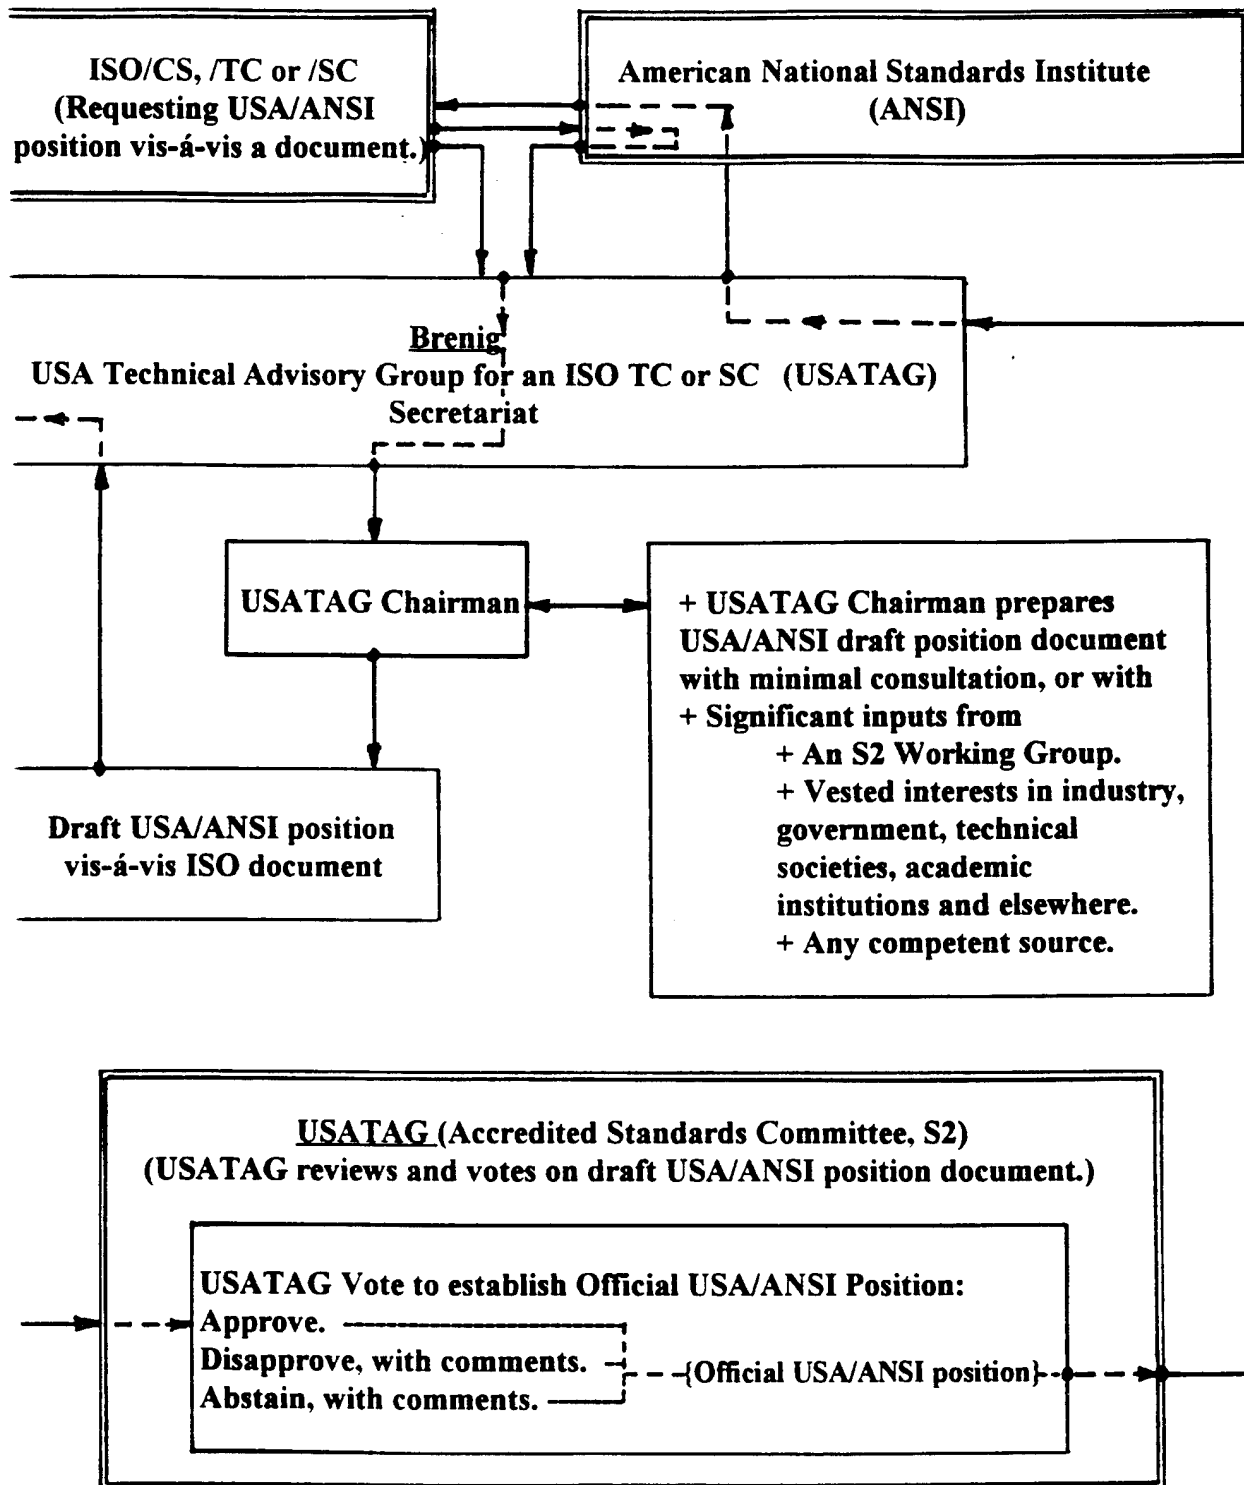 ISO/CS, /TC or /SC
(Requesting USA/ANSI
position vis-á-vis a document.)
American National Standards Institute
(ANSI)
Brenig
USA Technical Advisory Group for an ISO TC or SC (USATAG)
Secretariat
USATAG Chairman
+ USATAG Chairman prepares
USA/ANSI draft position document
with minimal consultation, or with
+ Significant inputs from
+ An S2 Working Group.
+ Vested interests in industry,
government, technical
societies, academic
institutions and elsewhere.
+ Any competent source.
Draft USA/ANSI position
vis-á-vis ISO document
USATAG (Accredited Standards Committee, S2)
(USATAG reviews and votes on draft USA/ANSI position document.)
USATAG Vote to establish Official USA/ANSI Position:
Approve.
Disapprove, with comments.
{Official USA/ANSI position}
Abstain, with comments.